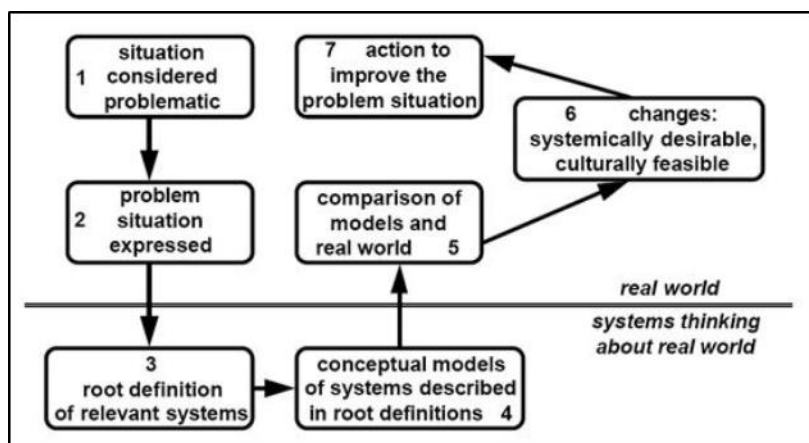 situation
1 considered
problematic
2 problem
situation
expressed
3
root definition
of relevant systems
conceptual models
of systems described
in root definitions 4
comparison of
models and
real world 5
6 changes:
systemically desirable,
culturally feasible
7 action to
improve the
problem situation
real world
systems thinking
about real world